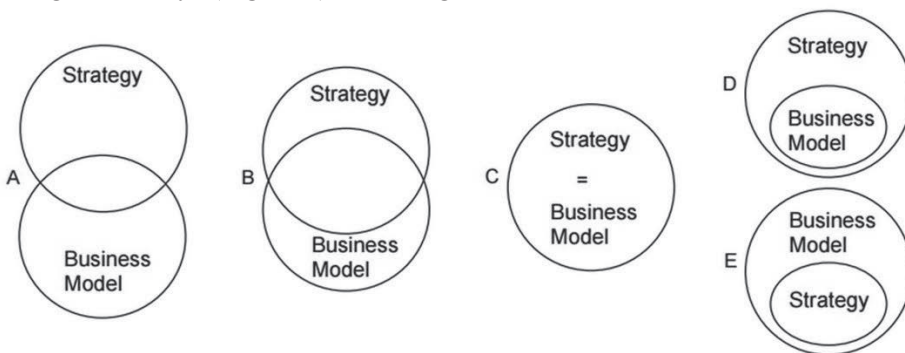 Strategy
A
Business
Model
Strategy
B
Business
Model
C
Strategy
=
Business
Model
D
Strategy
Business
Model
E
Business
Model
Strategy